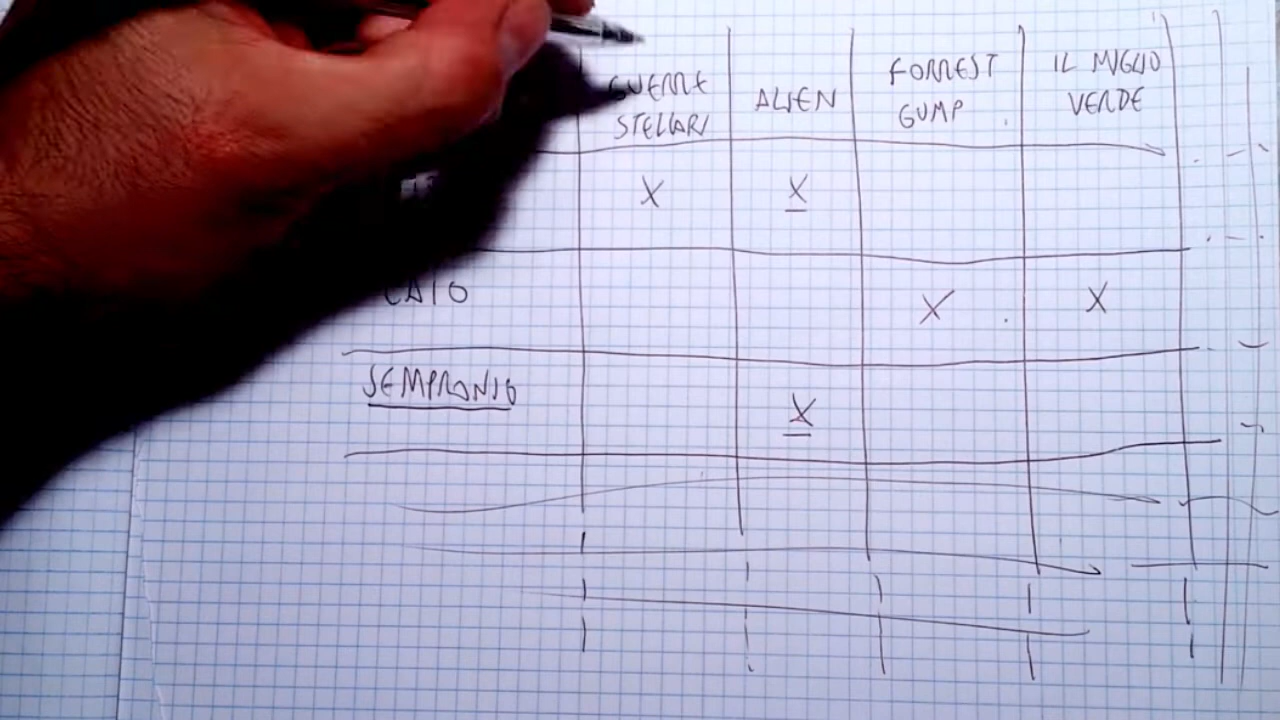 GUERRE
STELLARI
ALIEN
FORREST
GUMP
IL MIGLIO
VERDE
X X
CAIO X X
SEMPRONIO X